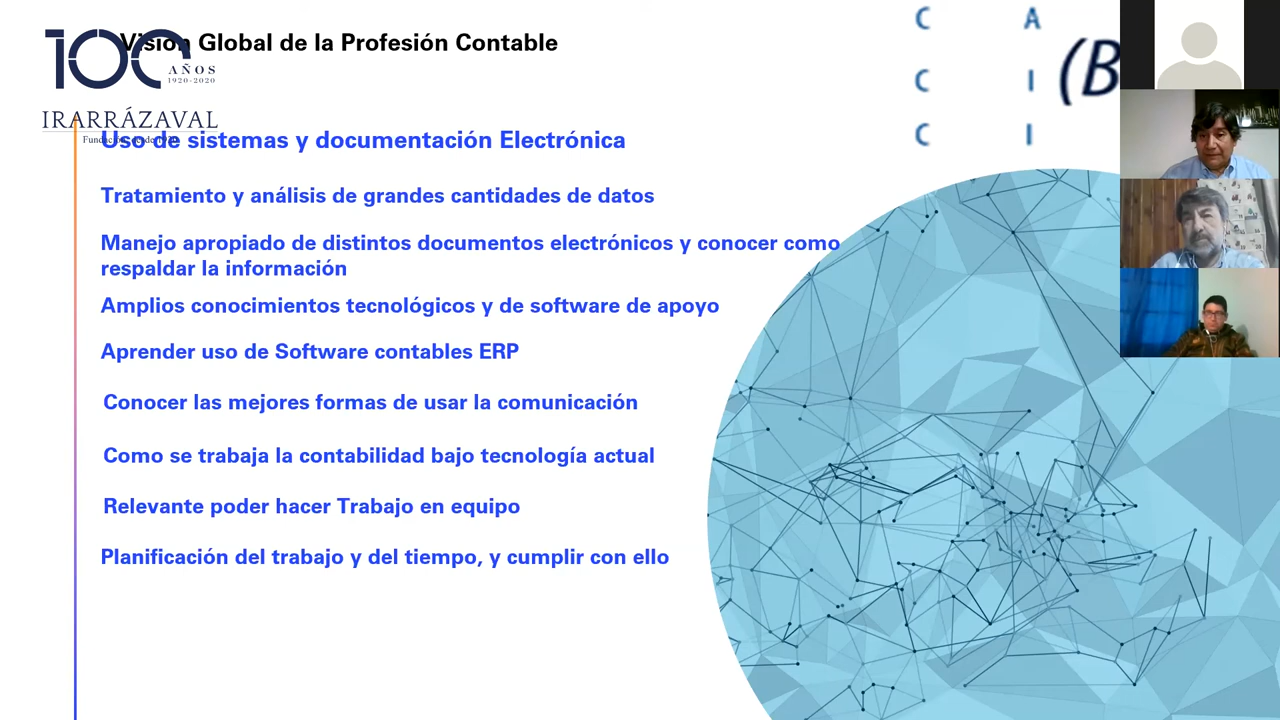 Visión Global de la Profesión Contable
100
AÑOS
1920-2020
IRARRÁZAVAL
Uso de sistemas y documentación Electrónica
Tratamiento y análisis de grandes cantidades de datos
Manejo apropiado de distintos documentos electrónicos y conocer como
respaldar la información
Amplios conocimientos tecnológicos y de software de apoyo
Aprender uso de Software contables ERP
Conocer las mejores formas de usar la comunicación
Como se trabaja la contabilidad bajo tecnología actual
Relevante poder hacer Trabajo en equipo
Planificación del trabajo y del tiempo, y cumplir con ello
C A
C I
C I
(B